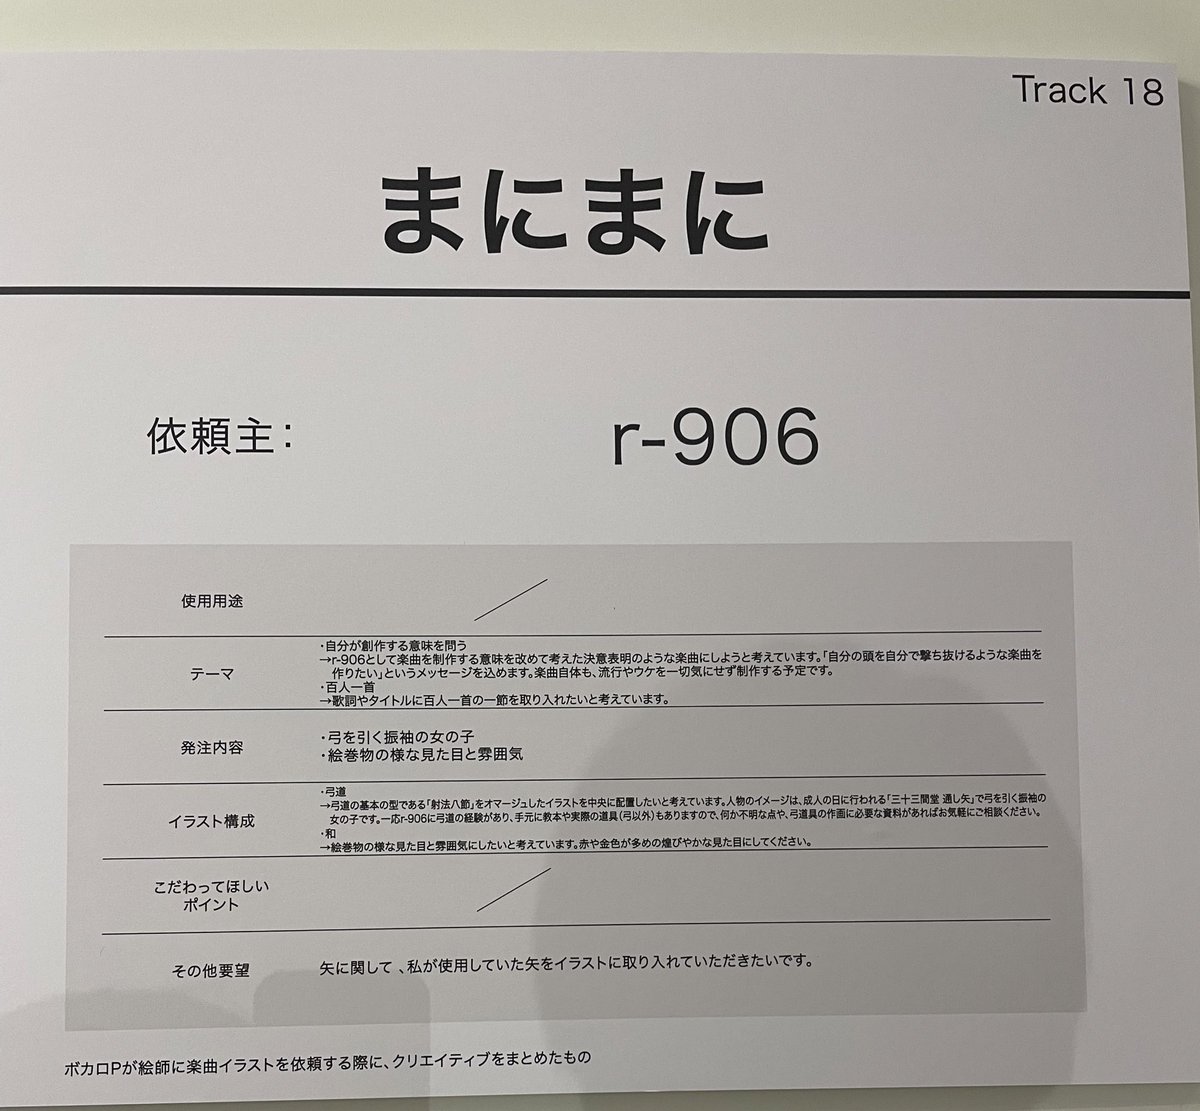 Track 18
まにまに
依頼主: r-906
使用用途
テーマ
・自分が創作する意味を問う
→r-906として楽曲を制作する意味を改めて考えた決意表明のような楽曲にしようと考えています。「自分の頭を自分で撃ち抜けるような楽曲を
作りたい」というメッセージを込めます。楽曲自体も、流行やウケを一切気にせず制作する予定です。
・百人一首
→歌詞やタイトルに百人一首の一節を取り入れたいと考えています。
発注内容
・弓を引く振袖の女の子
・絵巻物の様な見た目と雰囲気
イラスト構成
・弓道
→弓道の基本の型である「射法八節」をオマージュしたイラストを中央に配置したいと考えています。人物のイメージは、成人の日に行われる「三十三間堂 通し矢」で弓を引く振袖の
女の子です。一応r-906に弓道の経験があり、手元に教本や実際の道具(弓以外)もありますので、何か不明な点や、弓道具の作画に必要な資料があればお気軽にご相談ください。
・和
→絵巻物の様な見た目と雰囲気にしたいと考えています。赤や金色が多めの煌びやかな見た目にしてください。
こだわってほしい
ポイント
その他要望
矢に関して 、私が使用していた矢をイラストに取り入れていただきたいです。
ボカロPが絵師に楽曲イラストを依頼する際に、クリエイティブをまとめたもの